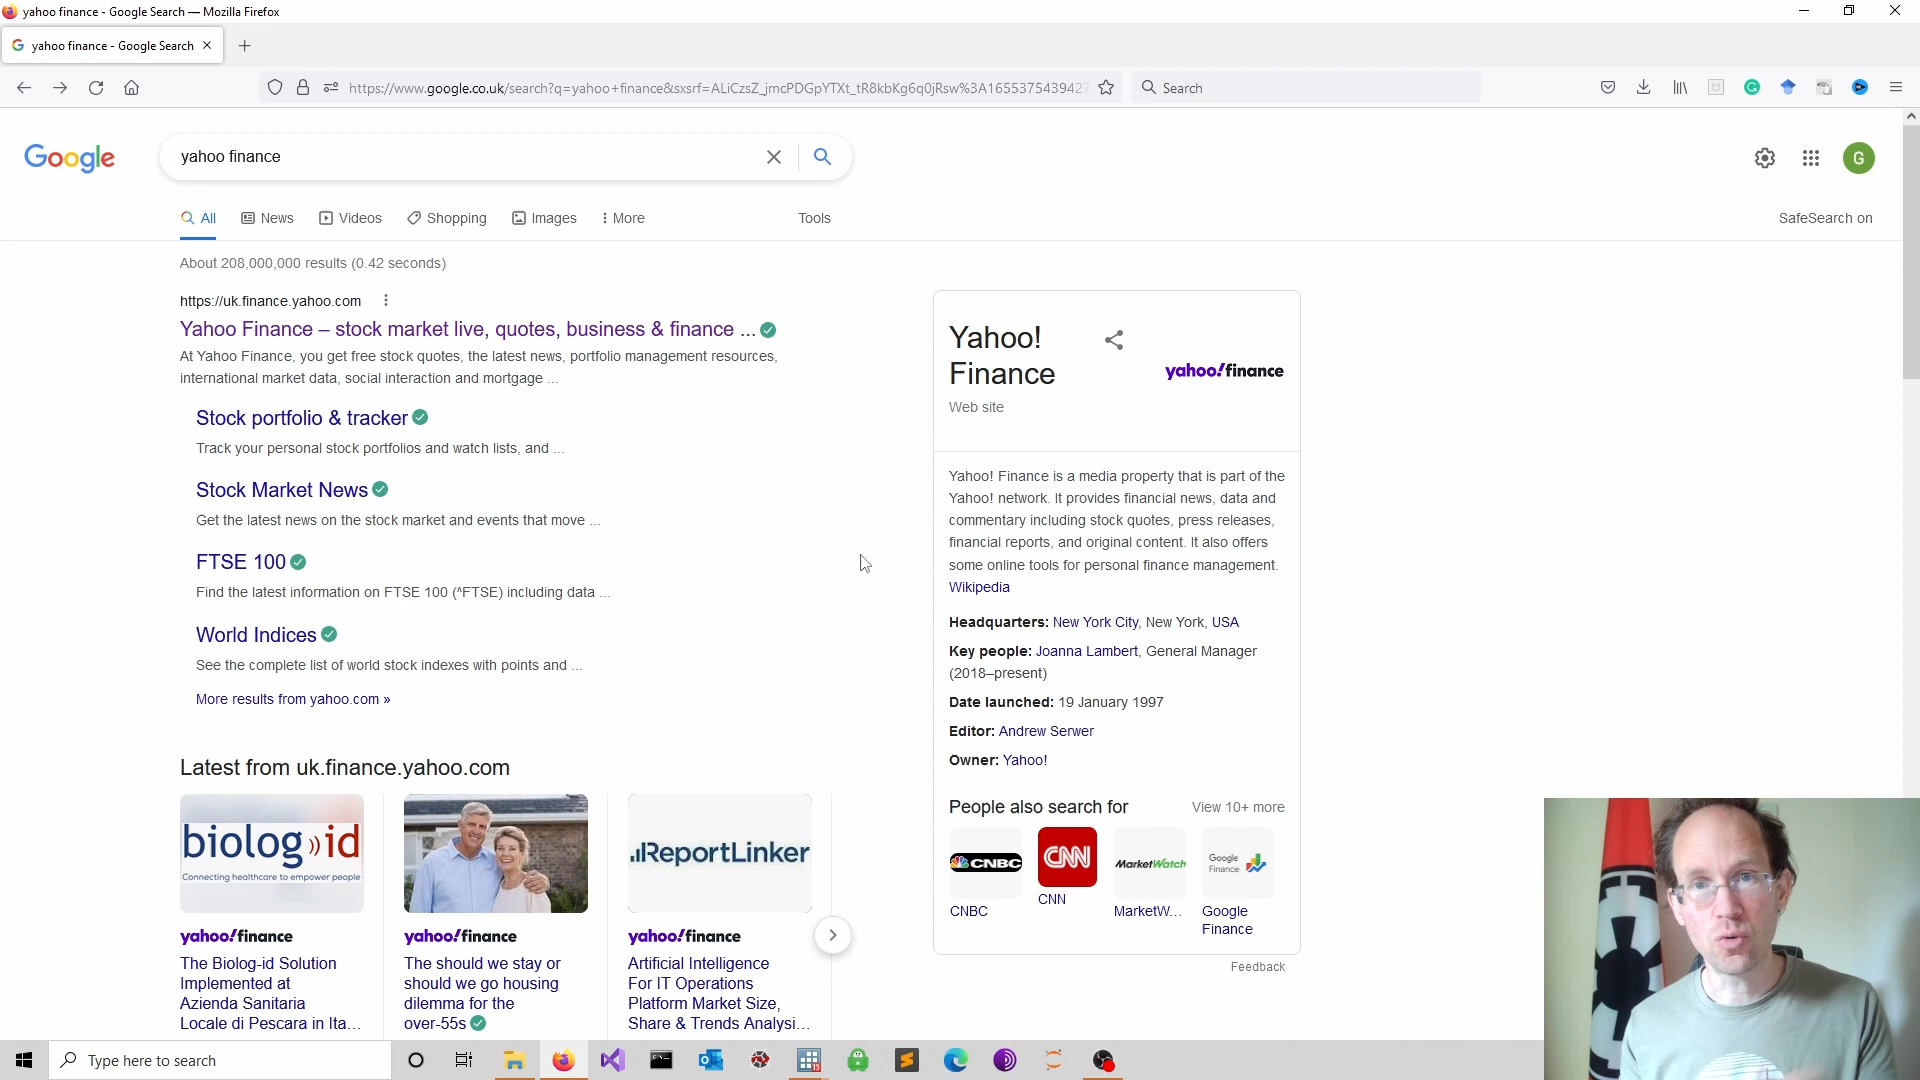 yahoo finance - Google Search — Mozilla Firefox
yahoo finance - Google Search
https://www.google.co.uk/search?q=yahoo+finance&sxsrf=ALiCzsZ_jmcPDGpYTXt_tR8kbKg6q0jRsw%3A1655375439427
Search
Google
yahoo finance
G
All
News
Videos
Shopping
Images
More
Tools
SafeSearch on
About 208,000,000 results (0.42 seconds)
https://uk.finance.yahoo.com
Yahoo Finance – stock market live, quotes, business & finance ...
At Yahoo Finance, you get free stock quotes, the latest news, portfolio management resources,
international market data, social interaction and mortgage ...
Stock portfolio & tracker
Track your personal stock portfolios and watch lists, and ...
Stock Market News
Get the latest news on the stock market and events that move ...
FTSE 100
Find the latest information on FTSE 100 (^FTSE) including data ...
World Indices
See the complete list of world stock indexes with points and ...
More results from yahoo.com »
Latest from uk.finance.yahoo.com
biolog-id
Connecting healthcare to empower people
yahoo!finance
The Biolog-id Solution
Implemented at
Azienda Sanitaria
Locale di Pescara in Ita...
yahoo!finance
The should we stay or
should we go housing
dilemma for the
over-55s
ReportLinker
yahoo!finance
Artificial Intelligence
For IT Operations
Platform Market Size,
Share & Trends Analysi...
Yahoo!
Finance
yahoo!finance
Web site
Yahoo! Finance is a media property that is part of the
Yahoo! network. It provides financial news, data and
commentary including stock quotes, press releases,
financial reports, and original content. It also offers
some online tools for personal finance management.
Wikipedia
Headquarters: New York City, New York, USA
Key people: Joanna Lambert, General Manager
(2018–present)
Date launched: 19 January 1997
Editor: Andrew Serwer
Owner: Yahoo!
People also search for
View 10+ more
CNBC
CNBC
CNN
CNN
MarketWatch
MarketW...
Google
Finance
Google
Finance
Feedback
Type here to search